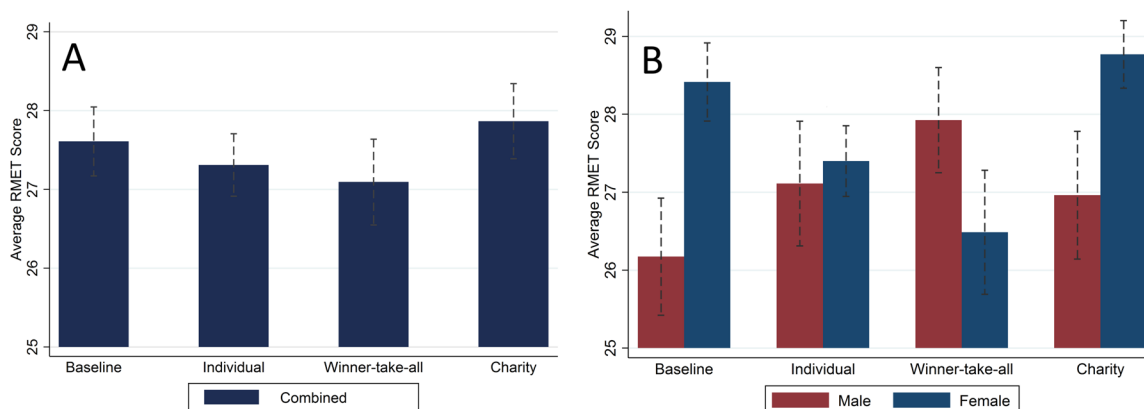 A
Average RMET Score
29
28
27
26
25
Baseline Individual Winner-take-all Charity
Combined
B
Average RMET Score
29
28
27
26
25
Baseline Individual Winner-take-all Charity
Male Female